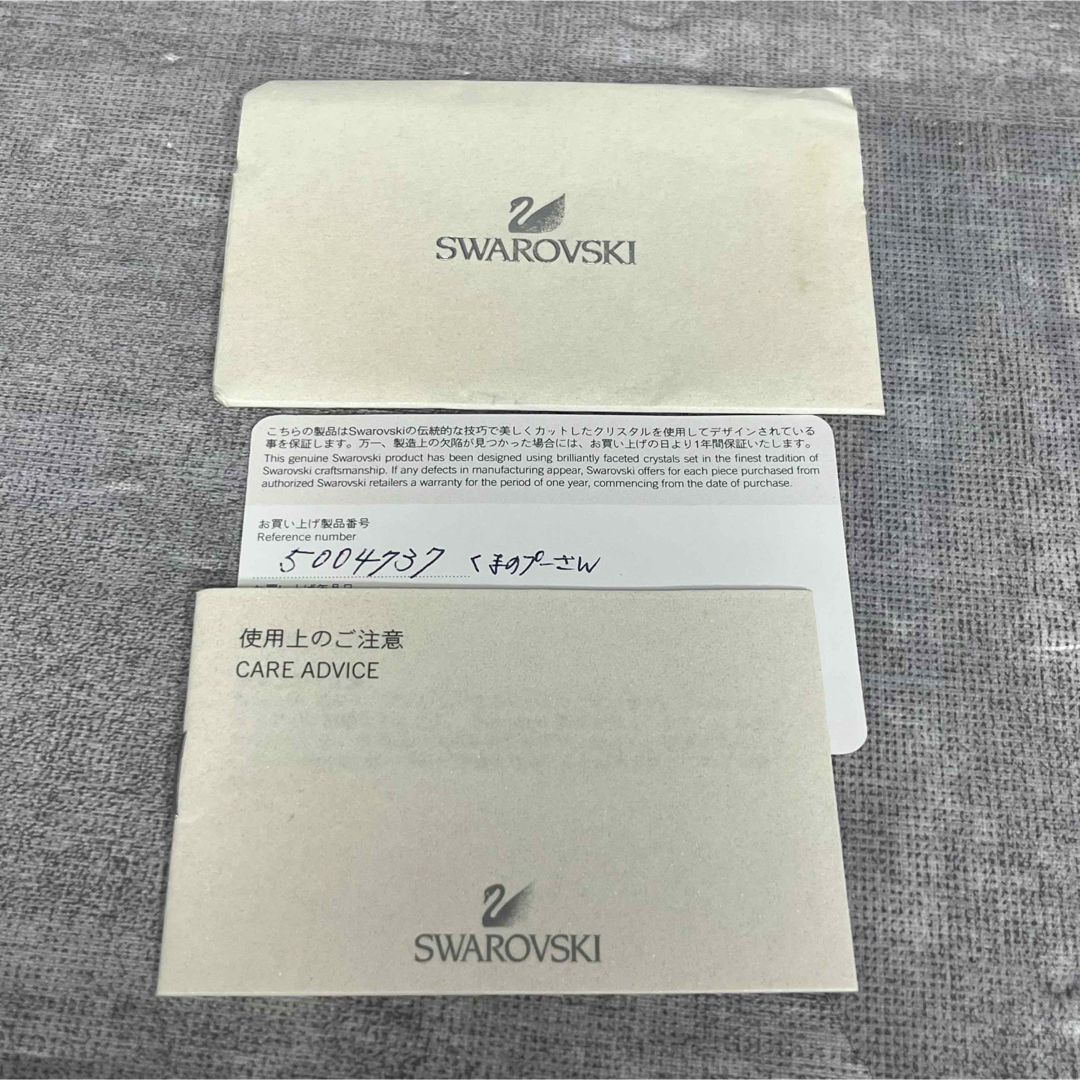 SWAROVSKI
こちらの製品はSwarovskiの伝統的な技巧で美しくカットしたクリスタルを使用してデザインされている
事を保証します。万一、製造上の欠陥が見つかった場合には、お買い上げの日より1年間保証いたします。
This genuine Swarovski product has been designed using brilliantly faceted crystals set in the finest tradition of
Swarovski craftsmanship. If any defects in manufacturing appear, Swarovski offers for each piece purchased from
authorized Swarovski retailers a warranty for the period of one year, commencing from the date of purchase.
お買い上げ製品番号
Reference number
5004737 くまのプーさん
使用上のご注意
CARE ADVICE
SWAROVSKI